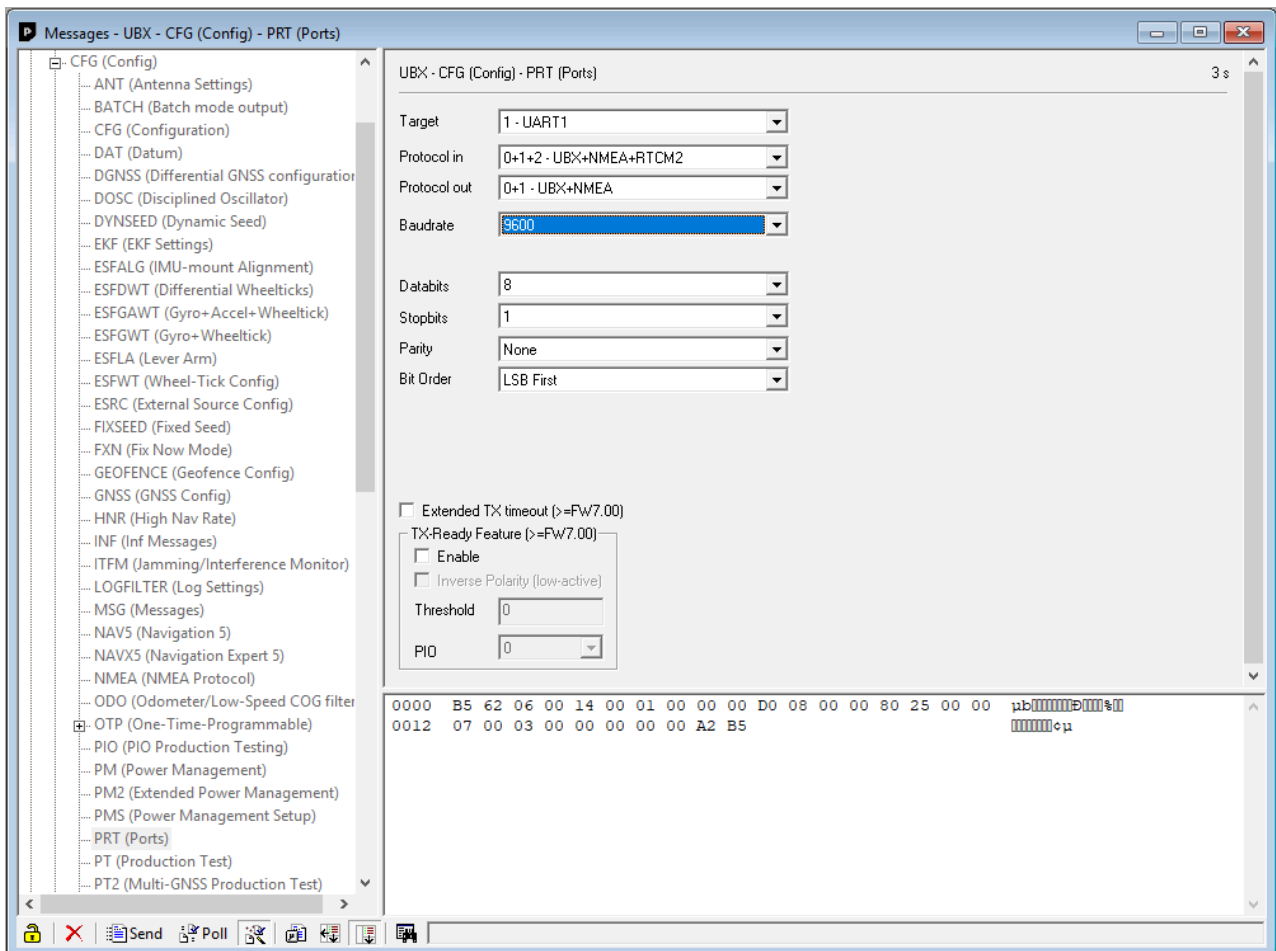 Messages - UBX - CFG (Config) - PRT (Ports)
CFG (Config)
ANT (Antenna Settings)
BATCH (Batch mode output)
CFG (Configuration)
DAT (Datum)
DGNSS (Differential GNSS configuration
DOSC (Disciplined Oscillator)
DYNSEED (Dynamic Seed)
EKF (EKF Settings)
ESFALG (IMU-mount Alignment)
ESFDWT (Differential Wheelticks)
ESFGAWT (Gyro+Accel+Wheeltick)
ESFGWT (Gyro+Wheeltick)
ESFLA (Lever Arm)
ESFWT (Wheel-Tick Config)
ESRC (External Source Config)
FIXSEED (Fixed Seed)
FXN (Fix Now Mode)
GEOFENCE (Geofence Config)
GNSS (GNSS Config)
HNR (High Nav Rate)
INF (Inf Messages)
ITFM (Jamming/Interference Monitor)
LOGFILTER (Log Settings)
MSG (Messages)
NAV5 (Navigation 5)
NAVX5 (Navigation Expert 5)
NMEA (NMEA Protocol)
ODO (Odometer/Low-Speed COG filter
OTP (One-Time-Programmable)
PIO (PIO Production Testing)
PM (Power Management)
PM2 (Extended Power Management)
PMS (Power Management Setup)
PRT (Ports)
PT (Production Test)
PT2 (Multi-GNSS Production Test)
UBX - CFG (Config) - PRT (Ports) 3 s
Target 1 - UART1
Protocol in 0+1+2 - UBX+NMEA+RTCM2
Protocol out 0+1 - UBX+NMEA
Baudrate 9600
Databits 8
Stopbits 1
Parity None
Bit Order LSB First
Extended TX timeout (>=FW7.00)
TX-Ready Feature (>=FW7.00)
Enable
Inverse Polarity (low-active)
Threshold 0
PIO 0
0000 B5 62 06 00 14 00 01 00 00 00 D0 08 00 00 80 25 00 00 µb▯▯▯▯▯▯▯▯Ð▯▯▯▯%▯▯
0012 07 00 03 00 00 00 00 00 A2 B5 ▯▯▯▯▯▯▯▯¢µ
Send Poll